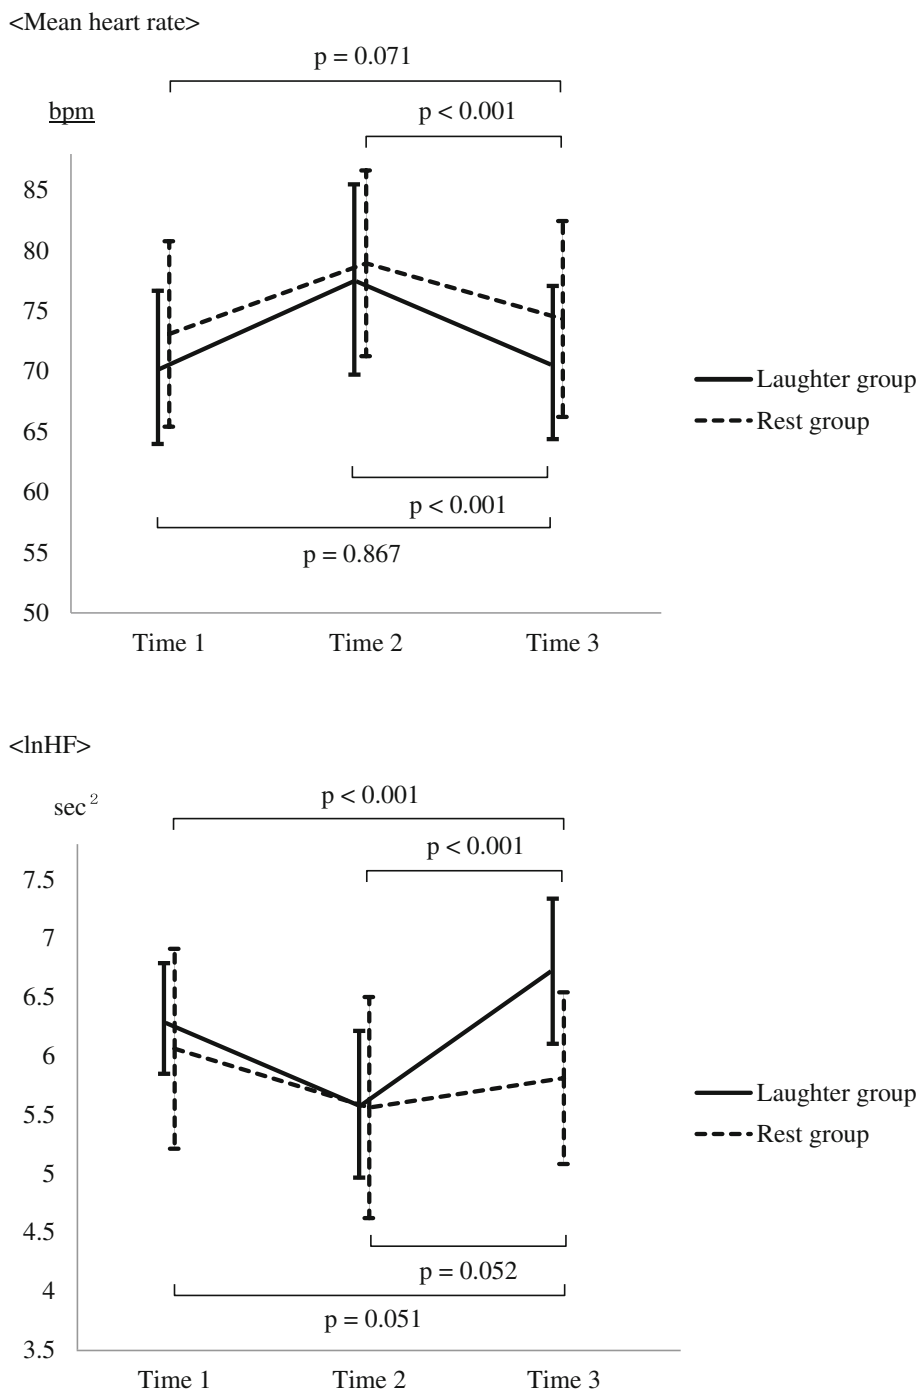 <Mean heart rate>
p = 0.071
bpm
p < 0.001
85
80
75
70
65
60
55
50
Laughter group
Rest group
p < 0.001
p = 0.867
Time 1 Time 2 Time 3
<lnHF>
sec²
p < 0.001
p < 0.001
7.5
7
6.5
6
5.5
5
4.5
4
3.5
Laughter group
Rest group
p = 0.052
p = 0.051
Time 1 Time 2 Time 3